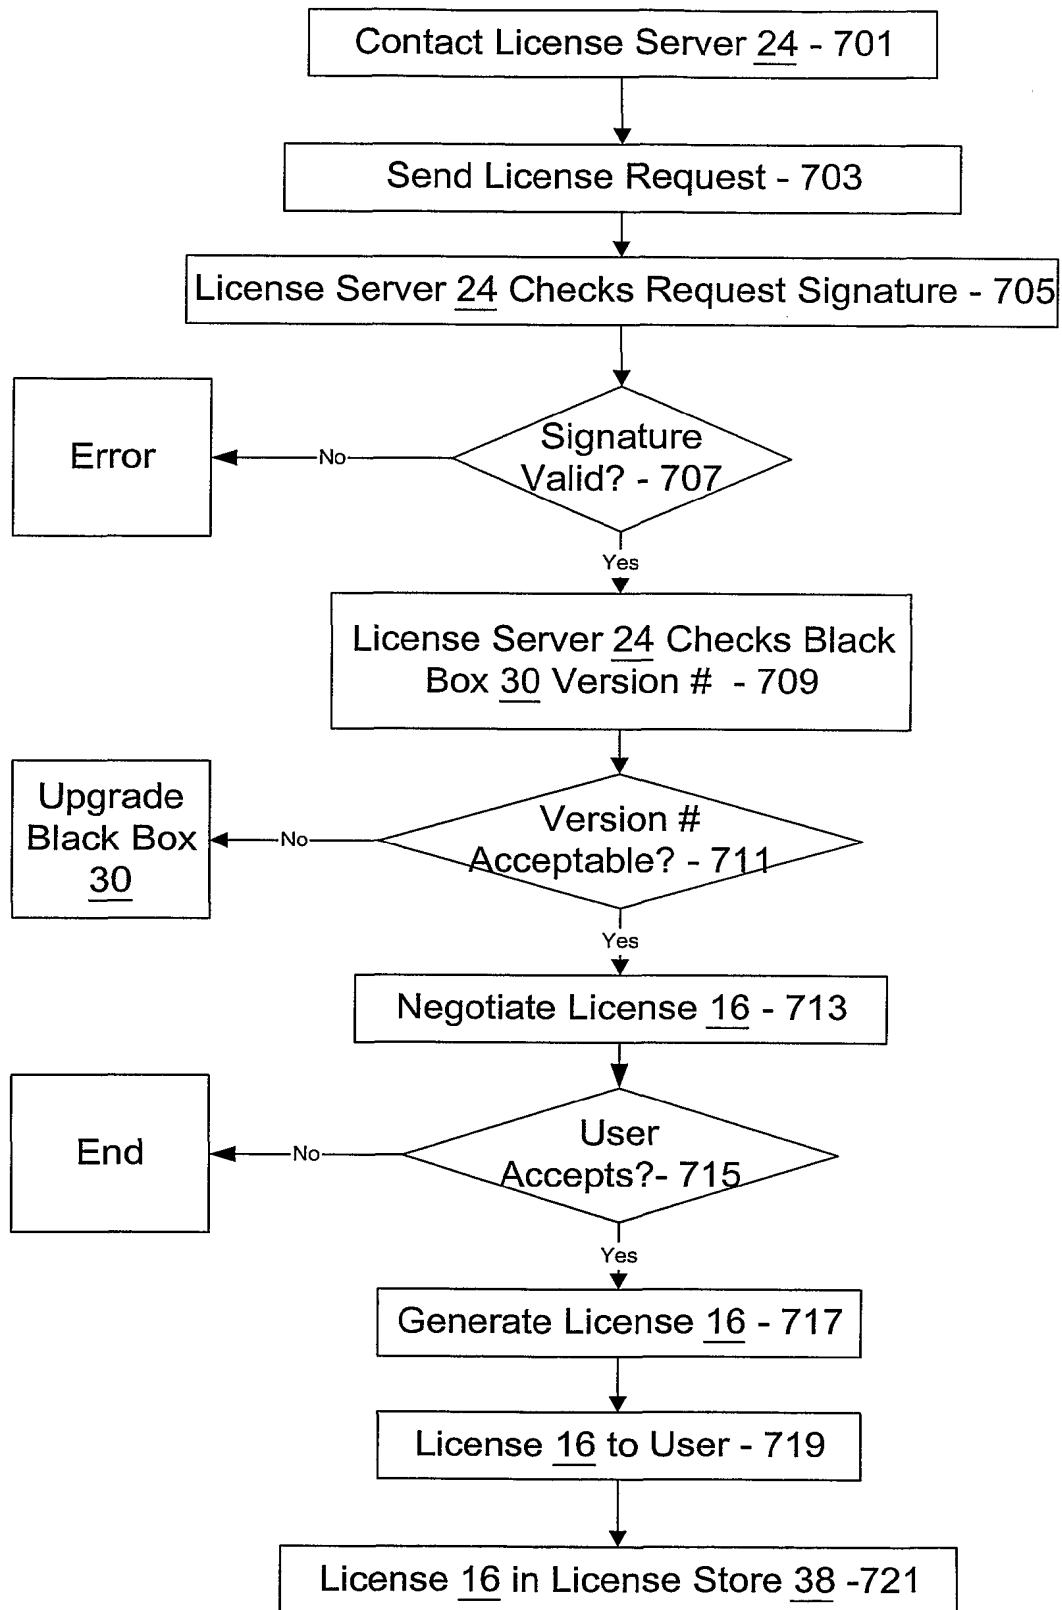 Contact License Server 24 - 701
Send License Request - 703
License Server 24 Checks Request Signature - 705
Signature
Valid? - 707
No
Error
Yes
License Server 24 Checks Black
Box 30 Version # - 709
Version #
Acceptable? - 711
No
Upgrade
Black Box
30
Yes
Negotiate License 16 - 713
User
Accepts?- 715
No
End
Yes
Generate License 16 - 717
License 16 to User - 719
License 16 in License Store 38 -721